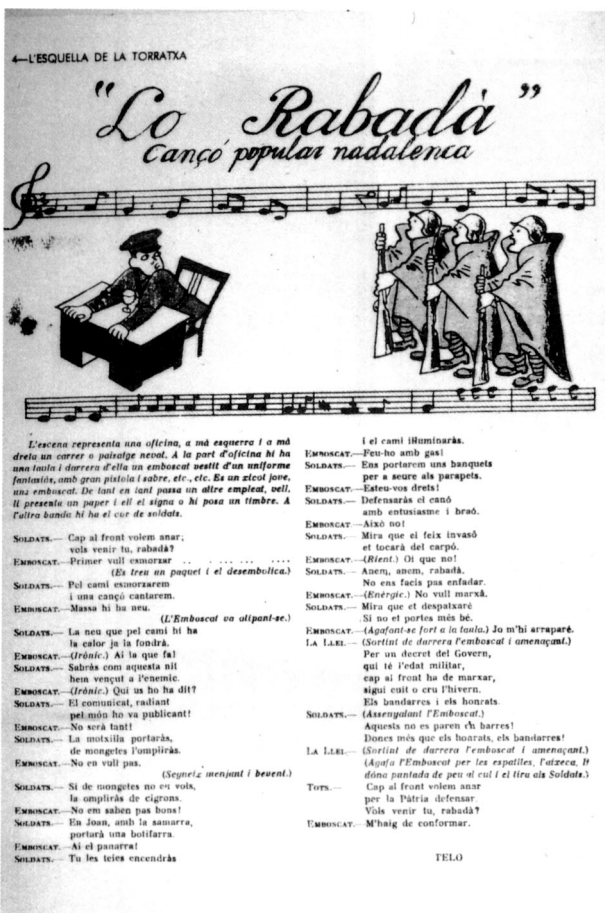 4—L'ESQUELLA DE LA TORRATXA
"Lo Rabadà"
Cançó popular nadalenca
L'escena representa una oficina, a mà esquerra i a mà
dreta un carrer o paisatge nevat. A la part d'oficina hi ha
una taula i darrera d'ella un emboscat vestit d'un uniforme
fantasiós, amb gran pistola i sabre, etc., etc. Es un xicot jove,
una emboscat. De tant en tant passa un altre empleat, vell,
li presenta un paper i ell el signa o hi posa un timbre. A
l'altra banda hi ha el cor de soldats.
SOLDATS.— Cap al front volem anar;
vols venir tu, rabadà?
EMBOSCAT.—Primer vull esmorzar .. . ... ... ....
(Es treu un paquet i el desembolica.)
SOLDATS.— Pel camí esmorzarem
i una cançó cantarem.
EMBOSCAT.—Massa hi ha neu.
(L'Emboscat va atipant-se.)
SOLDATS.— La neu que pel camí hi ha
la calor ja la fondrà.
EMBOSCAT.—(Irònic.) Ai la que fa!
SOLDATS.— Sabràs com aquesta nit
hem vençut a l'enemic.
EMBOSCAT.—(Irònic.) Qui us ho ha dit?
SOLDATS.— El comunicat, radiant
pel món ho va publicant!
EMBOSCAT.—No serà tant!
SOLDATS.— La motxilla portaràs,
de mongetes l'ompliràs.
EMBOSCAT.—No en vull pas.
(Segueix menjant i bevent.)
SOLDATS.— Si de mongetes no en vols,
la ompliràs de cigrons.
EMBOSCAT.—No em saben pas bons!
SOLDATS.— En Joan, amb la samarra,
portarà una botifarra.
EMBOSCAT.—Ai el panarra!
SOLDATS.— Tu les teies encendràs
i el camí il·luminaràs.
EMBOSCAT.—Feu-ho amb gas!
SOLDATS.— Ens portarem uns banquets
per a seure als parapets.
EMBOSCAT.—Esteu-vos drets!
SOLDATS.— Defensaràs el canó
amb entusiasme i braó.
EMBOSCAT.—Això no!
SOLDATS.— Mira que el feix invasó
et tocarà del carpó.
EMBOSCAT.—(Rient.) Oi que no!
SOLDATS.— Anem, anem, rabadà.
No ens facis pas enfadar.
EMBOSCAT.—(Enèrgic.) No vull marxà.
SOLDATS.— Mira que et despatxaré
Si no et portes més bé.
EMBOSCAT.—(Agafant-se fort a la taula.) Jo m'hi arraparé.
LA LLEI.— (Sortint de darrera l'emboscat i amenaçant.)
Per un decret del Govern,
qui té l'edat militar,
cap al front ha de marxar,
sigui cuit o cru l'hivern.
Els bandarres i els honrats.
SOLDATS.— (Assenyalant l'Emboscat.)
Aquests no es paren en barres!
Dones més que els honrats, els bandarres!
LA LLEI.— (Sortint de darrera l'emboscat i amenaçant.)
(Agafa l'Emboscat per les espatlles, l'aixeca, li
dóna puntada de peu al cul i el tira als Soldats.)
TOTS.— Cap al front volem anar
per la Pàtria defensar.
Vols venir tu, rabadà?
EMBOSCAT.—M'haig de conformar.
TELO